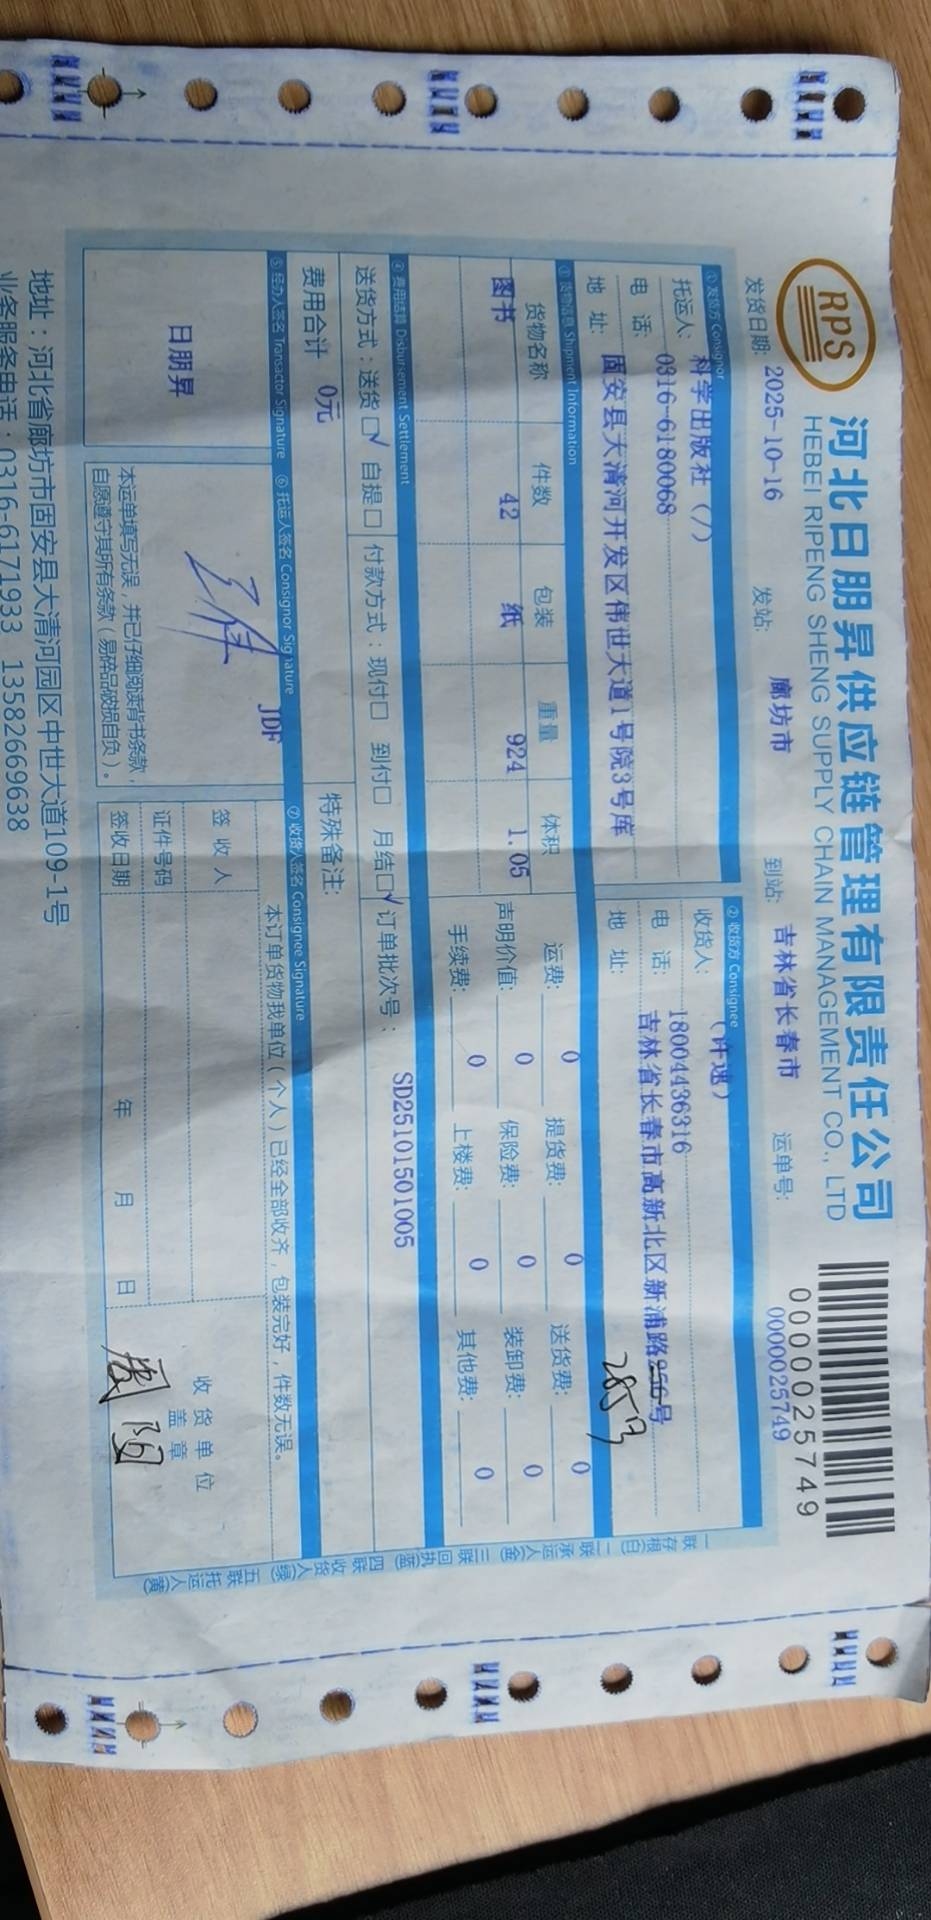 RPS
河北日朋昇供应链管理有限责任公司
HEBEI RIPENG SHENG SUPPLY CHAIN MANAGEMENT CO., LTD
0000025749
0000025749
发货日期: 2025-10-16 发站: 廊坊市 到站: 吉林省长春市 运单号:
① 发货方 Consignor
托运人: 科学出版社 (/)
电 话: 0316-6180068
地 址: 固安县大清河开发区伟世大道1号院3号库
② 收货方 Consignee
收货人: (许速)
电 话: 18004436316
地 址: 吉林省长春市高新北区新浦路256号
285号
③ 货物信息 Shipment Information
货物名称 件数 包装 重量 体积
图书 42 纸 924 1.05
运费: 0 提货费: 0 送货费: 0
声明价值: 0 保险费: 0 装卸费: 0
手续费: 0 上楼费: 0 其他费: 0
④ 费用结算 Disbursement Settlement
送货方式:送货☐√ 自提☐ 付款方式:现付☐ 到付☐ 月结☐√ 订单批次号: SD25101501005
费用合计 0元 特殊备注:
⑤ 经办人签名 Transactor Signature ⑥ 托运人签名 Consignor Signature ⑦ 收货人签名 Consignee Signature
日朋昇
JDF
本运单填写无误,并已仔细阅读背书条款,
自愿遵守其所有条款(易碎品破损自负)。
本订单货物我单位(个人)已经全部收齐,包装完好,件数无误。
签 收 人
证件号码
签收日期 年 月 日
收货单位
盖 章
一联存根(白) 二联承运人(金) 三联回执(蓝) 四联收货人(绿) 五联托运人(黄)
地址:河北省廊坊市固安县大清河园区中世大道109-1号
业务服务电话:0316-6171933 13582669638